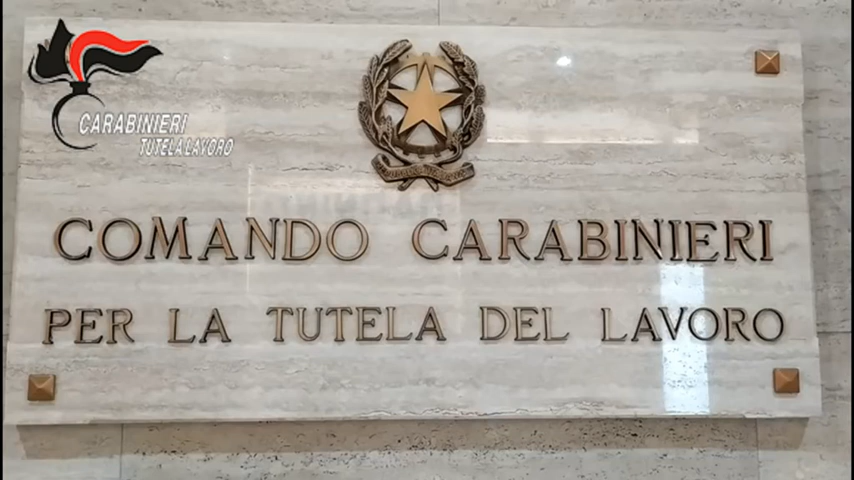 CARABINIERI
TUTELA LAVORO
COMANDO CARABINIERI
PER LA TUTELA DEL LAVORO